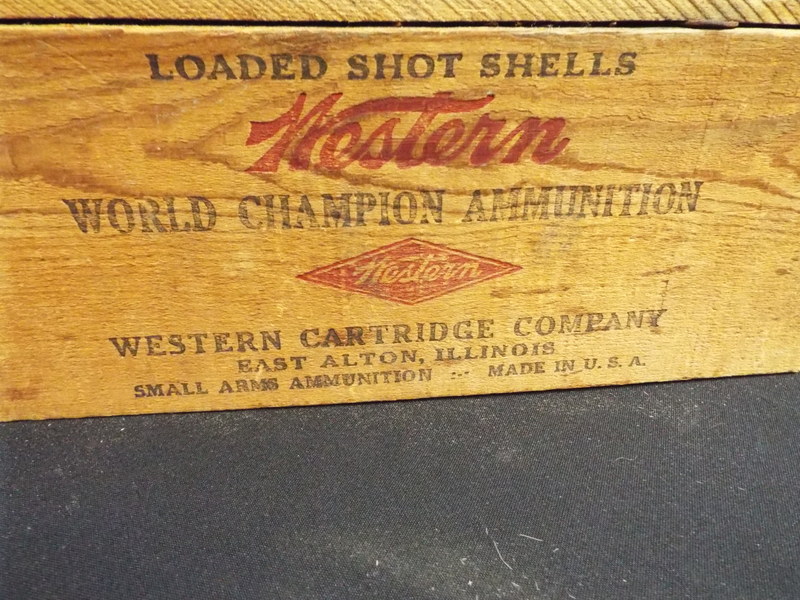 LOADED SHOT SHELLS
Western
WORLD CHAMPION AMMUNITION
Western
WESTERN CARTRIDGE COMPANY
EAST ALTON, ILLINOIS
SMALL ARMS AMMUNITION ··· MADE IN U.S.A.